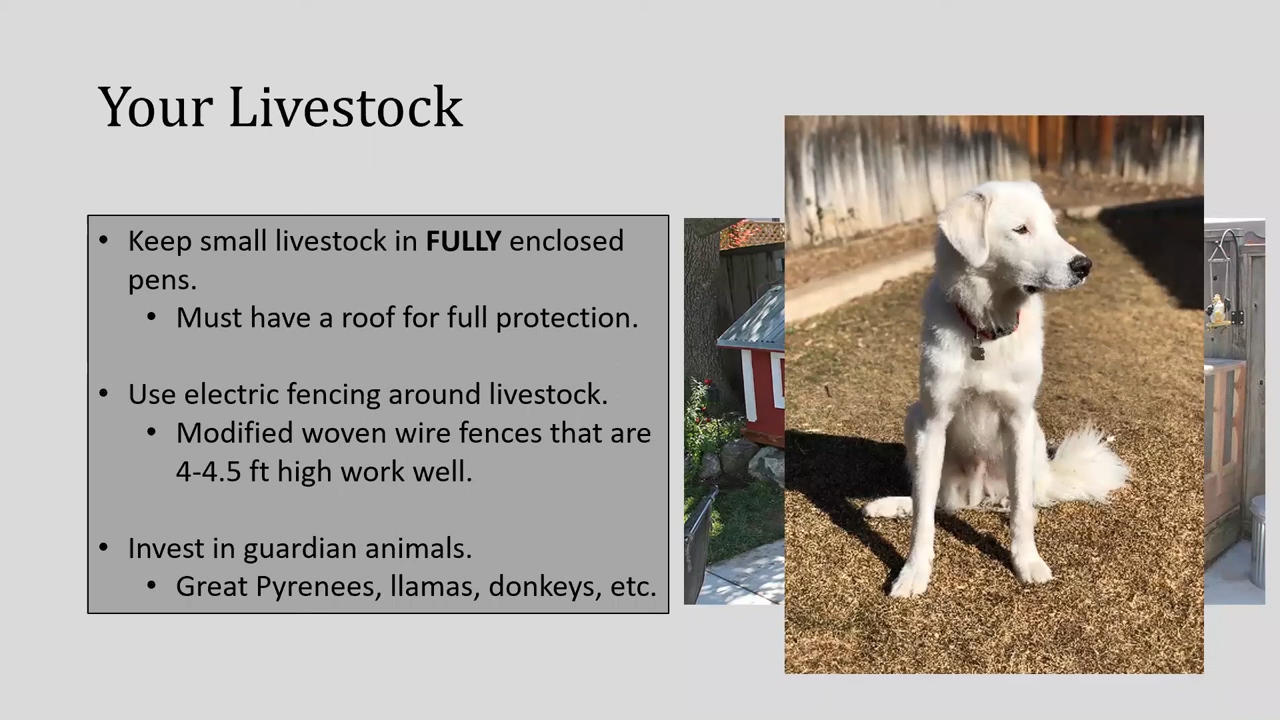 Your Livestock
• Keep small livestock in FULLY enclosed
pens.
• Must have a roof for full protection.
• Use electric fencing around livestock.
• Modified woven wire fences that are
4-4.5 ft high work well.
• Invest in guardian animals.
• Great Pyrenees, llamas, donkeys, etc.